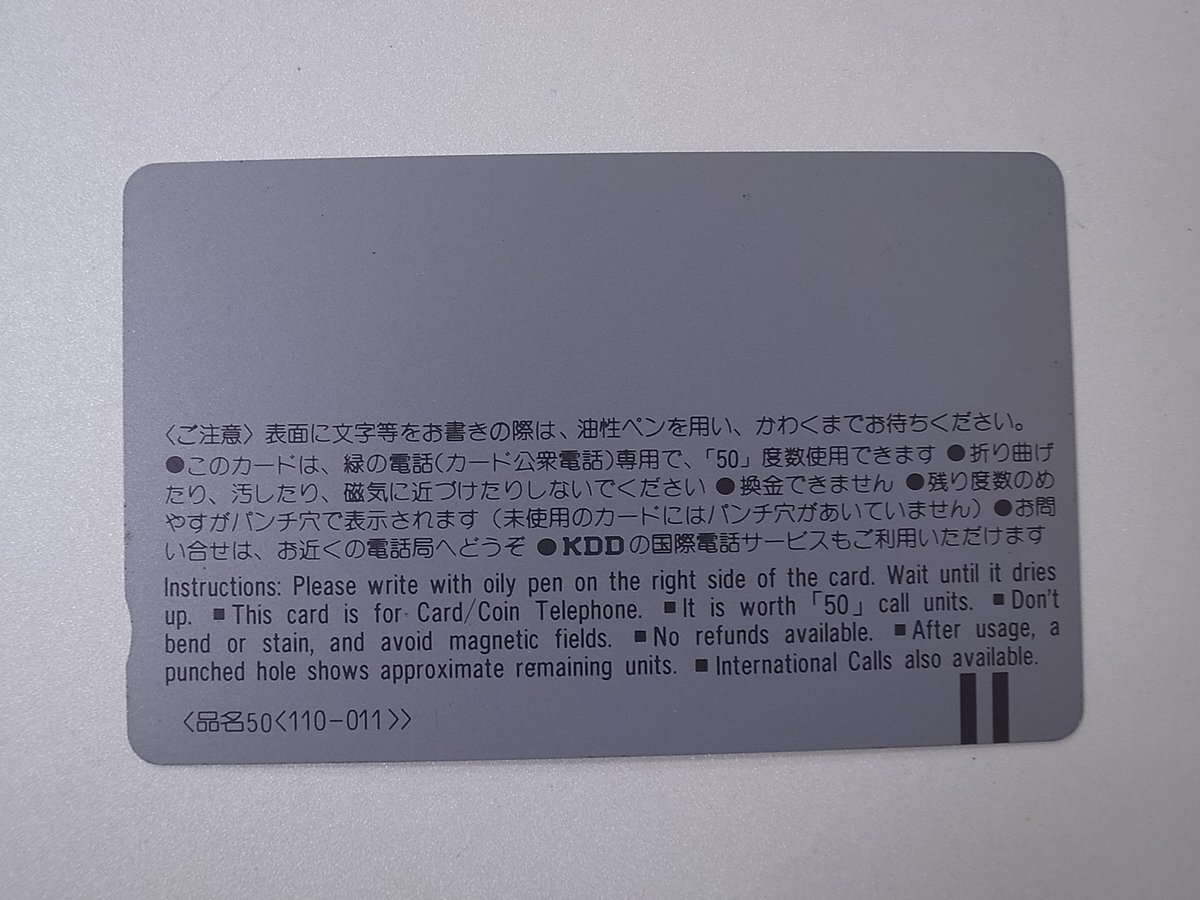 〈ご注意〉表面に文字等をお書きの際は、油性ペンを用い、かわくまでお待ちください。
●このカードは、緑の電話(カード公衆電話)専用で、「50」度数使用できます ●折り曲げ
たり、汚したり、磁気に近づけたりしないでください ●換金できません ●残り度数のめ
やすがパンチ穴で表示されます（未使用のカードにはパンチ穴があいていません）●お問
い合せは、お近くの電話局へどうぞ ●KDDの国際電話サービスもご利用いただけます
Instructions: Please write with oily pen on the right side of the card. Wait until it dries
up. ■This card is for Card/Coin Telephone. ■It is worth「50」call units. ■Don't
bend or stain, and avoid magnetic fields. ■No refunds available. ■After usage, a
punched hole shows approximate remaining units. ■International Calls also available.
〈品名50〈110-011〉〉